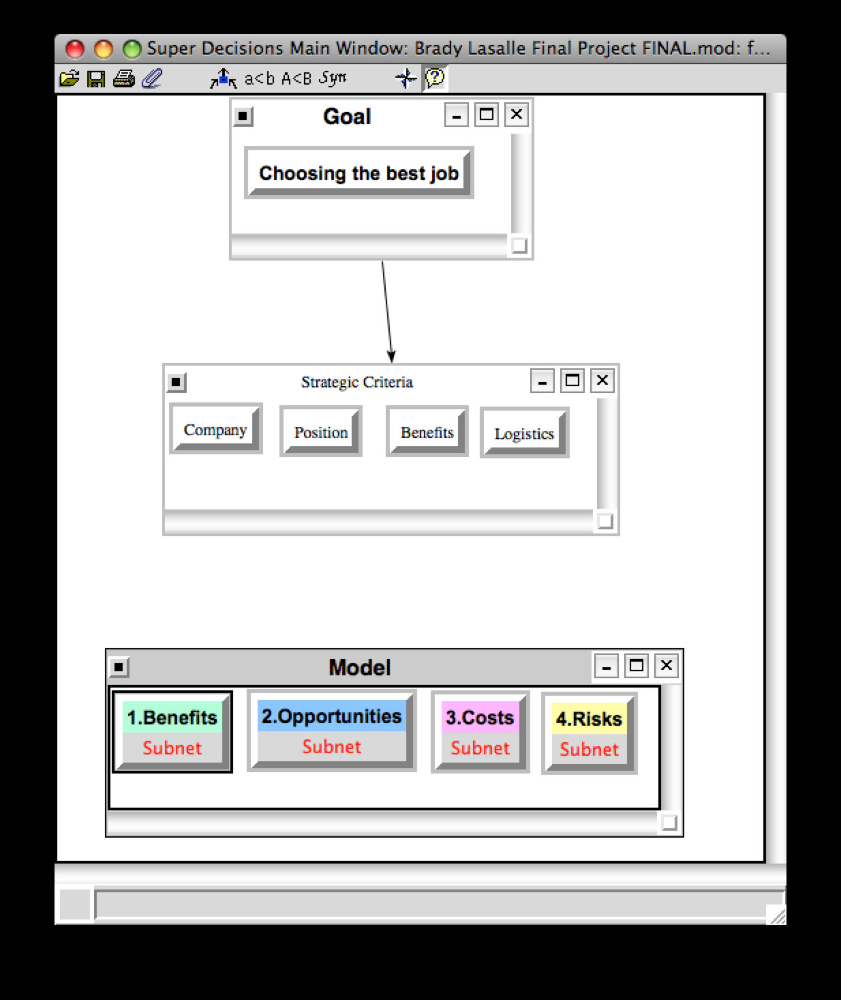 Super Decisions Main Window: Brady Lasalle Final Project FINAL.mod: f...
a<b A<B Syn
Goal
Choosing the best job
Strategic Criteria
Company Position Benefits Logistics
Model
1.Benefits 2.Opportunities 3.Costs 4.Risks
Subnet Subnet Subnet Subnet